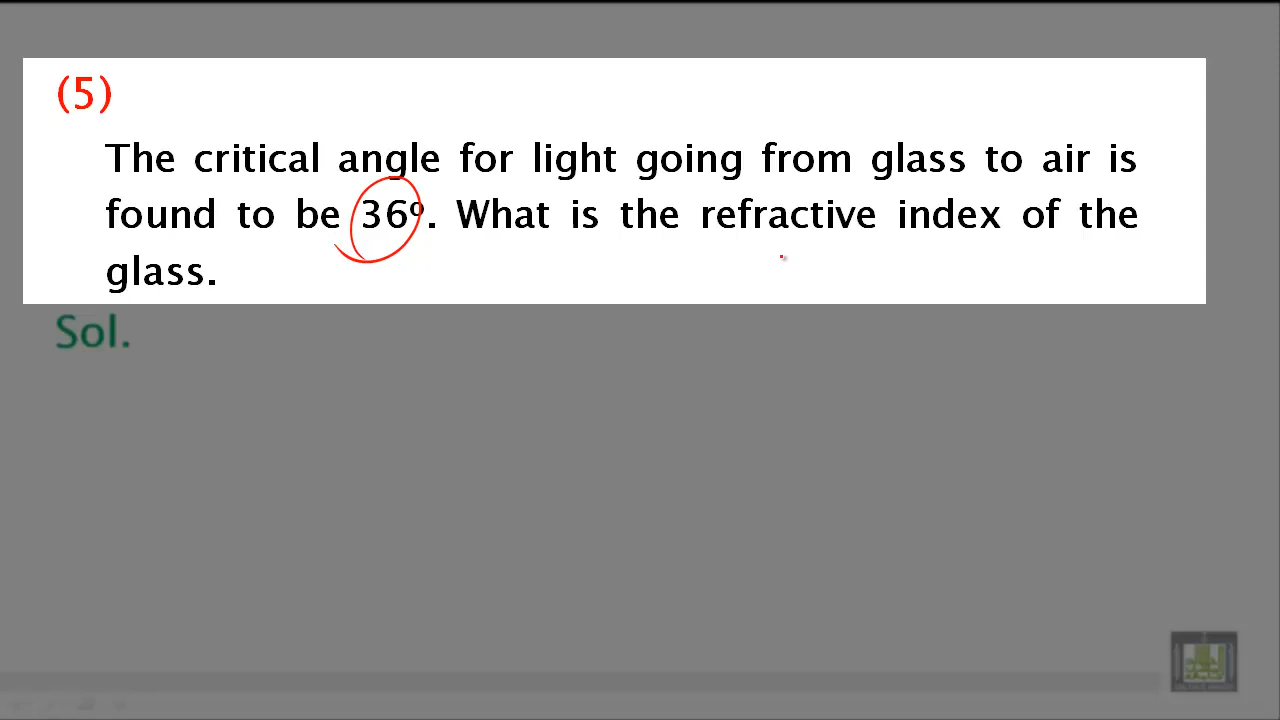 (5)
The critical angle for light going from glass to air is
found to be 36º. What is the refractive index of the
glass.
Sol.